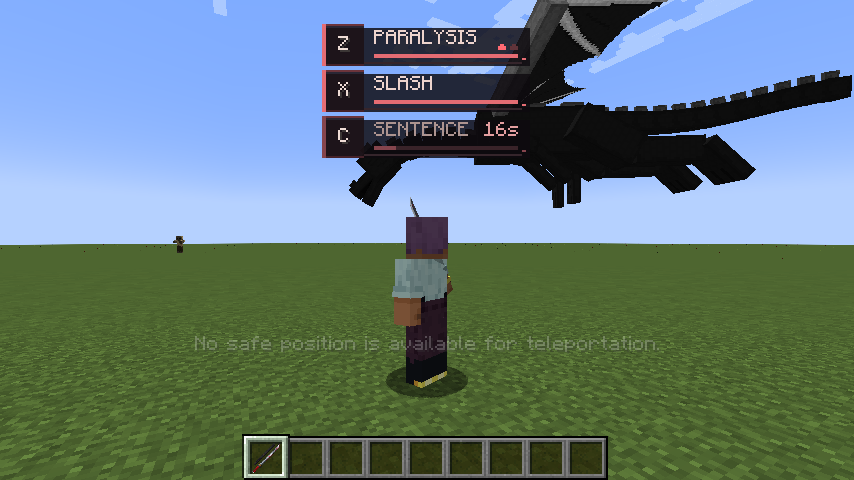 Z PARALYSIS
X SLASH
C SENTENCE 16s
No safe position is available for teleportation.